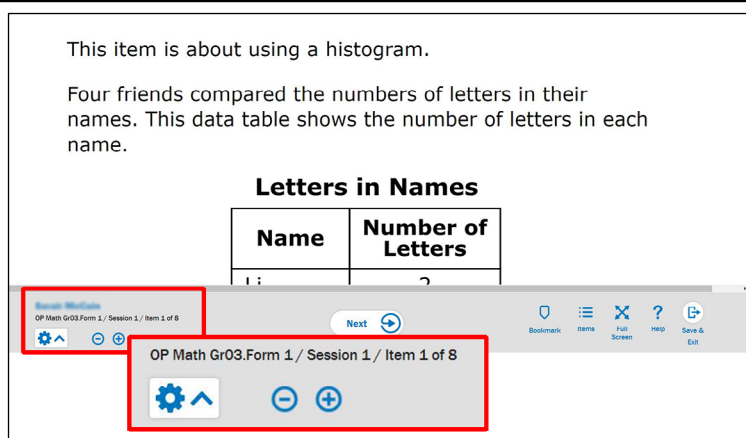 This item is about using a histogram.
Four friends compared the numbers of letters in their
names. This data table shows the number of letters in each
name.
Letters in Names
Name
Number of
Letters
OP Math Gr03.Form 1 / Session 1 / Item 1 of 8
Next
Bookmark
Items
Full
Screen
Help
Save &
Exit
OP Math Gr03.Form 1 / Session 1 / Item 1 of 8